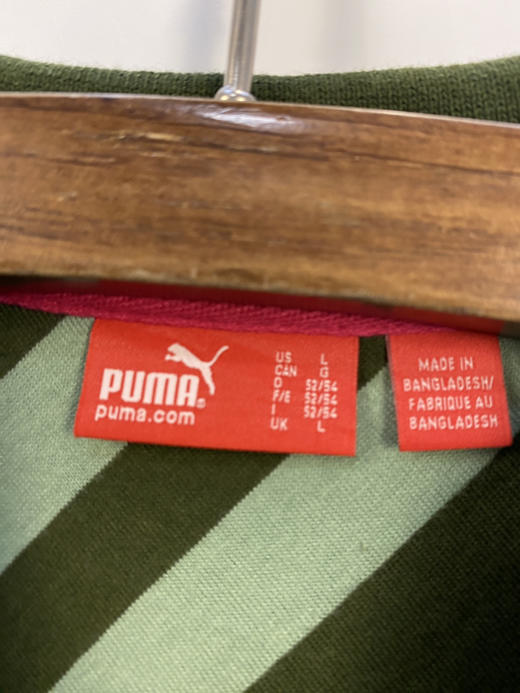 PUMA®
puma.com
US L
CAN G
D 52/54
F/E 52/54
I 52/54
UK L
MADE IN
BANGLADESH/
FABRIQUE AU
BANGLADESH